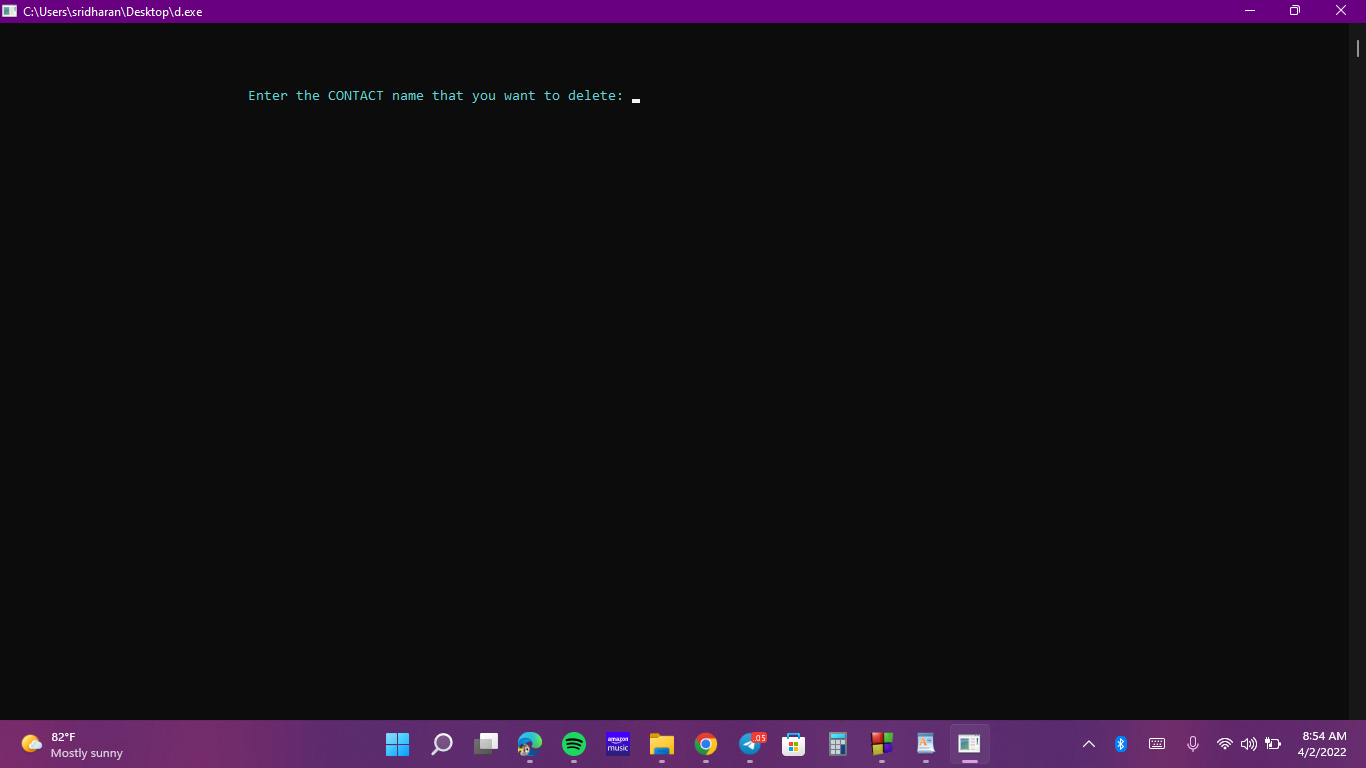 C:\Users\sridharan\Desktop\d.exe
Enter the CONTACT name that you want to delete:
82°F
Mostly sunny
amazon
music
.05
8:54 AM
4/2/2022